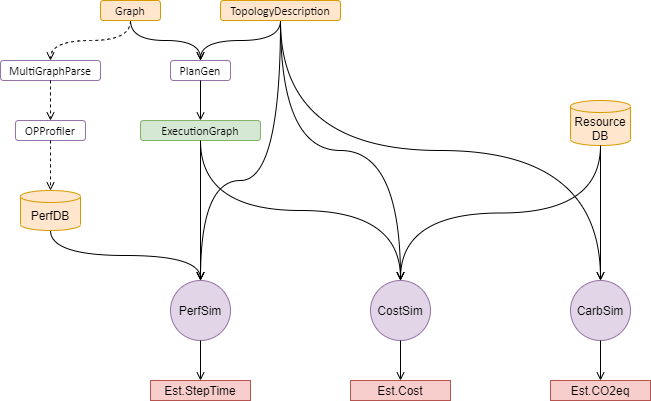 Graph
TopologyDescription
MultiGraphParse
PlanGen
OPProfiler
ExecutionGraph
Resource
DB
PerfDB
PerfSim
CostSim
CarbSim
Est.StepTime
Est.Cost
Est.CO2eq